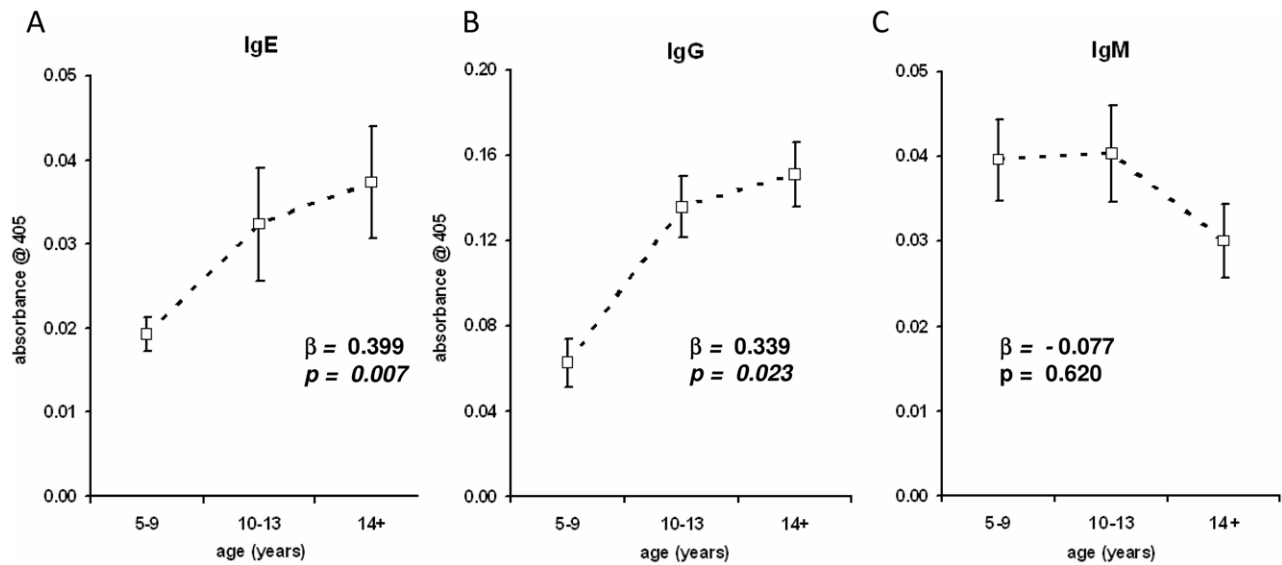 A
IgE
0.05
0.04
0.03
0.02
0.01
0.00
absorbance @ 405
β = 0.399
p = 0.007
5-9
10-13
14+
age (years)
B
IgG
0.20
0.16
0.12
0.08
0.04
0.00
absorbance @ 405
β = 0.339
p = 0.023
5-9
10-13
14+
age (years)
C
IgM
0.05
0.04
0.03
0.02
0.01
0.00
β = - 0.077
p = 0.620
5-9
10-13
14+
age (years)